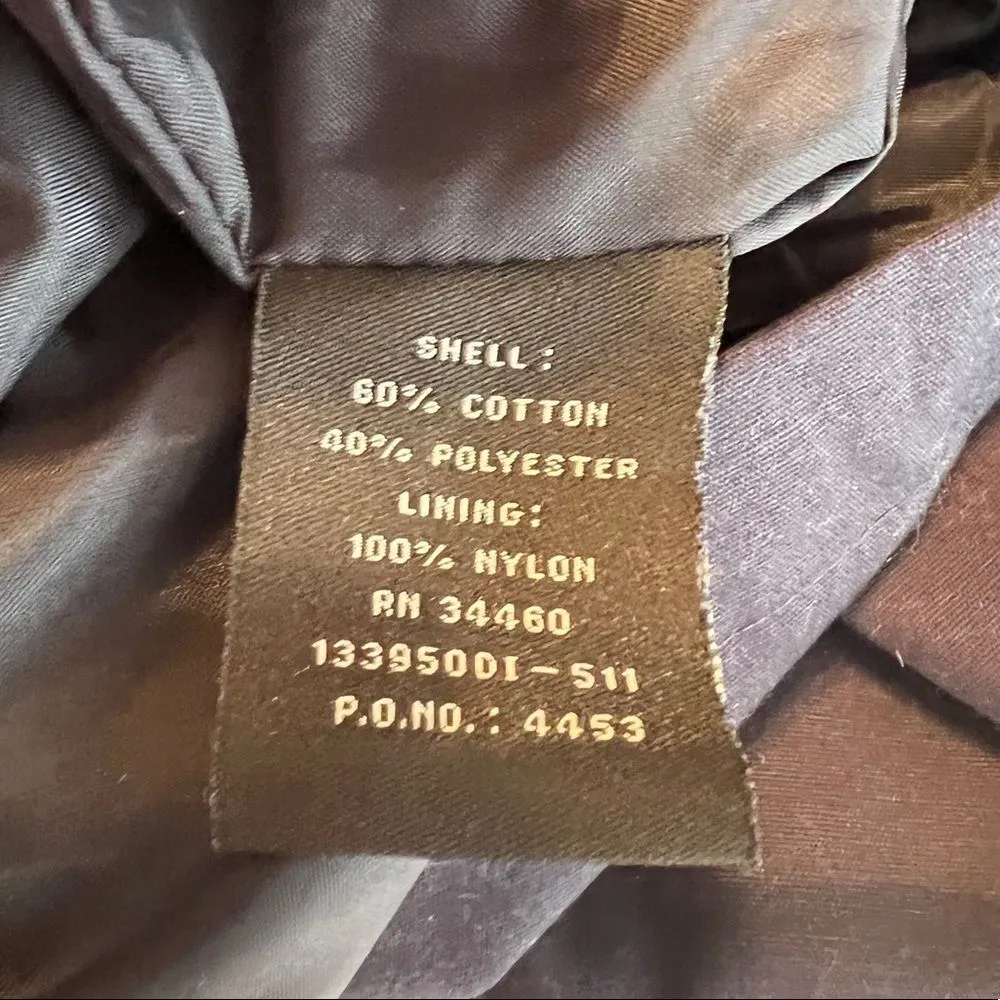 SHELL:
60% COTTON
40% POLYESTER
LINING:
100% NYLON
RN 34460
13395001-511
P.O.NO.: 4453